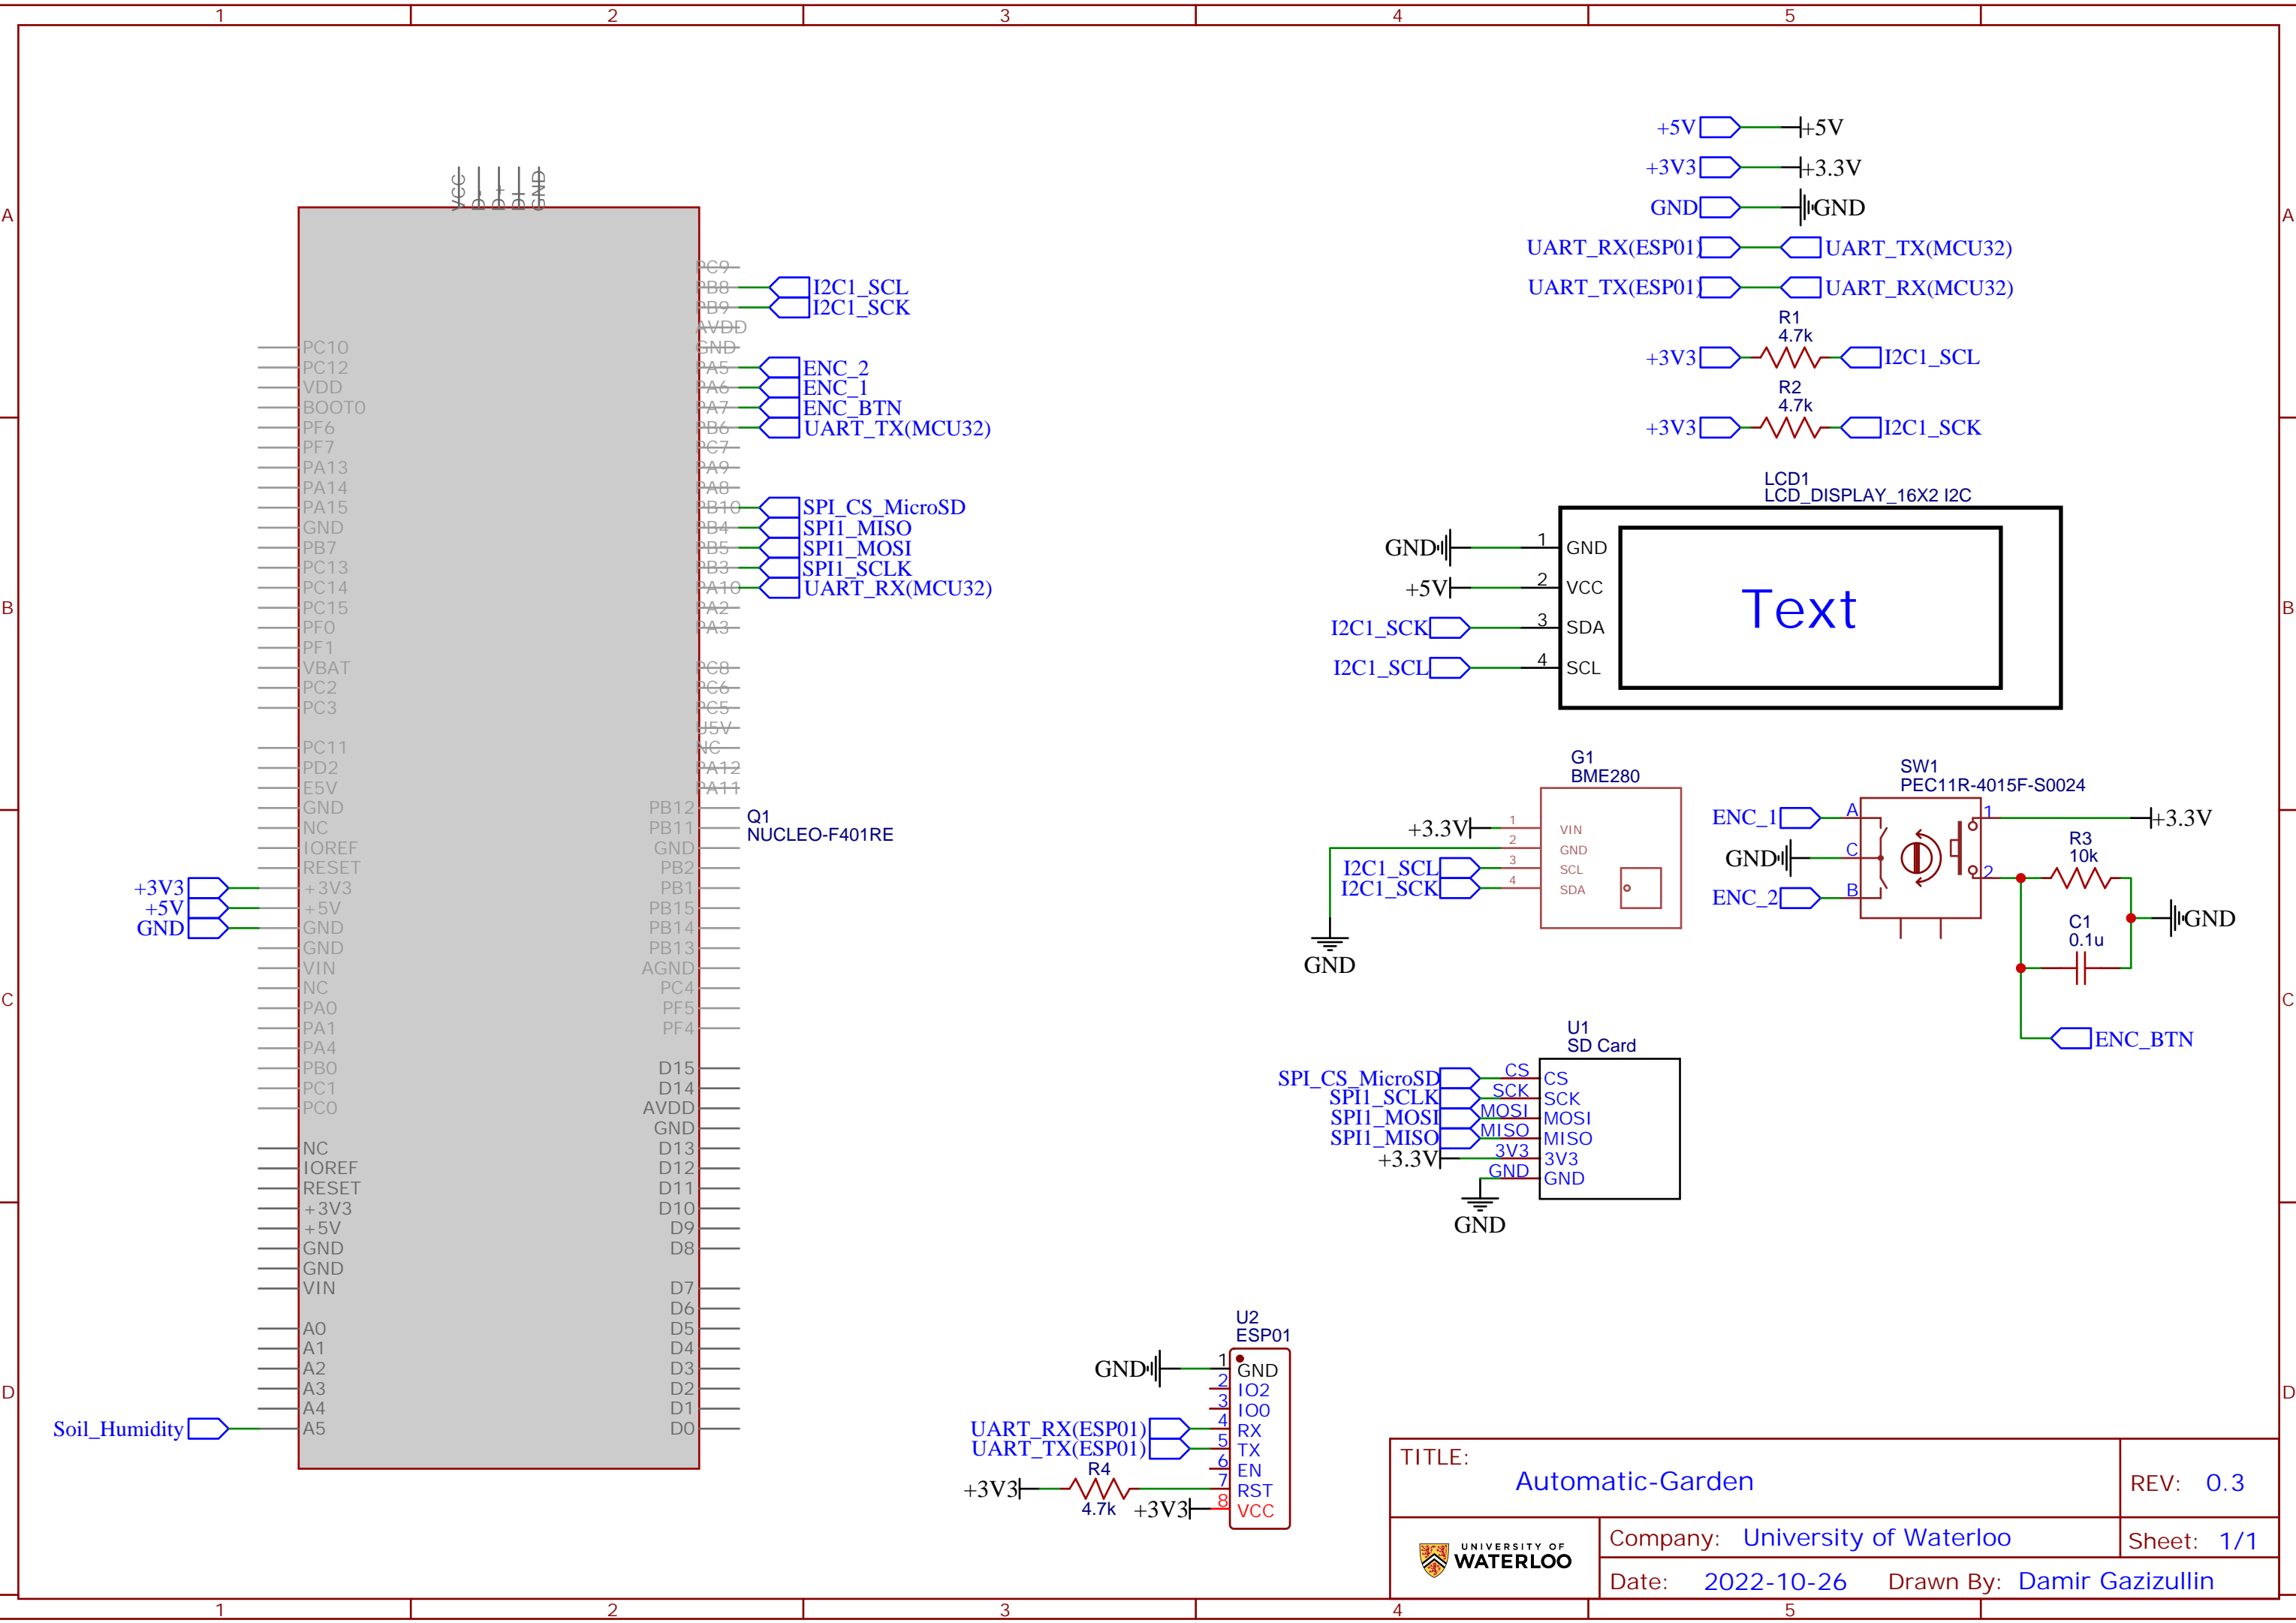 1 2 3 4 5
A
B
C
D
VCC
D-
D+
GND
PC9
PB8
PB9
AVDD
GND
PA5
PA6
PA7
PB6
PC7
PA9
PA8
PB10
PB4
PB5
PB3
PA10
PA2
PA3
PC8
PC6
PC5
U5V
NC
PA12
PA11
I2C1_SCL
I2C1_SCK
ENC_2
ENC_1
ENC_BTN
UART_TX(MCU32)
SPI_CS_MicroSD
SPI1_MISO
SPI1_MOSI
SPI1_SCLK
UART_RX(MCU32)
PC10
PC12
VDD
BOOT0
PF6
PF7
PA13
PA14
PA15
GND
PB7
PC13
PC14
PC15
PF0
PF1
VBAT
PC2
PC3
PC11
PD2
E5V
GND
NC
IOREF
RESET
+3V3 +3V3
+5V +5V
GND GND
GND
VIN
NC
PA0
PA1
PA4
PB0
PC1
PC0
NC
IOREF
RESET
+3V3
+5V
GND
GND
VIN
A0
A1
A2
A3
A4
Soil_Humidity A5
PB12
PB11
GND
PB2
PB1
PB15
PB14
PB13
AGND
PC4
PF5
PF4
D15
D14
AVDD
GND
D13
D12
D11
D10
D9
D8
D7
D6
D5
D4
D3
D2
D1
D0
Q1
NUCLEO-F401RE
+5V +5V
+3V3 +3.3V
GND GND
UART_RX(ESP01) UART_TX(MCU32)
UART_TX(ESP01) UART_RX(MCU32)
R1
4.7k
+3V3 I2C1_SCL
R2
4.7k
+3V3 I2C1_SCK
LCD1
LCD_DISPLAY_16X2 I2C
GND 1 GND
+5V 2 VCC
I2C1_SCK 3 SDA
I2C1_SCL 4 SCL
Text
G1
BME280
+3.3V 1 VIN
2 GND
I2C1_SCL 3 SCL
I2C1_SCK 4 SDA
GND
SW1
PEC11R-4015F-S0024
ENC_1 A 1 +3.3V
GND C 2
ENC_2 B
R3
10k
GND
C1
0.1u
ENC_BTN
U1
SD Card
SPI_CS_MicroSD CS CS
SPI1_SCLK SCK SCK
SPI1_MOSI MOSI MOSI
SPI1_MISO MISO MISO
+3.3V 3V3 3V3
GND GND
GND
U2
ESP01
GND 1 GND
2 IO2
3 IO0
UART_RX(ESP01) 4 RX
UART_TX(ESP01) 5 TX
6 EN
R4
+3V3 7 RST
4.7k +3V3 8 VCC
TITLE:
Automatic-Garden
REV: 0.3
UNIVERSITY OF
WATERLOO
Company: University of Waterloo
Sheet: 1/1
Date: 2022-10-26 Drawn By: Damir Gazizullin
A
B
C
D
1 2 3 4 5